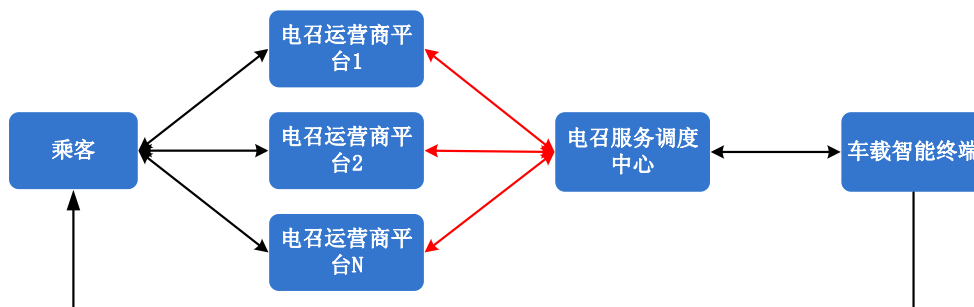 电召运营商平
台1
乘客
电召运营商平
台2
电召服务调度
中心
车载智能终端
电召运营商平
台N